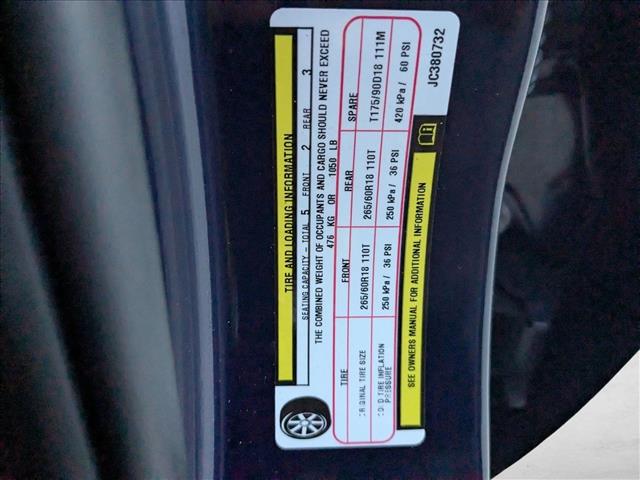 TIRE AND LOADING INFORMATION
SEATING CAPACITY - TOTAL 5 FRONT 2 REAR 3
THE COMBINED WEIGHT OF OCCUPANTS AND CARGO SHOULD NEVER EXCEED
476 KG OR 1050 LB
TIRE FRONT REAR SPARE
ORIGINAL TIRE SIZE 265/60R18 110T 265/60R18 110T T175/90D18 111M
COLD TIRE INFLATION PRESSURE 250 kPa / 36 PSI 250 kPa / 36 PSI 420 kPa / 60 PSI
SEE OWNERS MANUAL FOR ADDITIONAL INFORMATION
JC380732